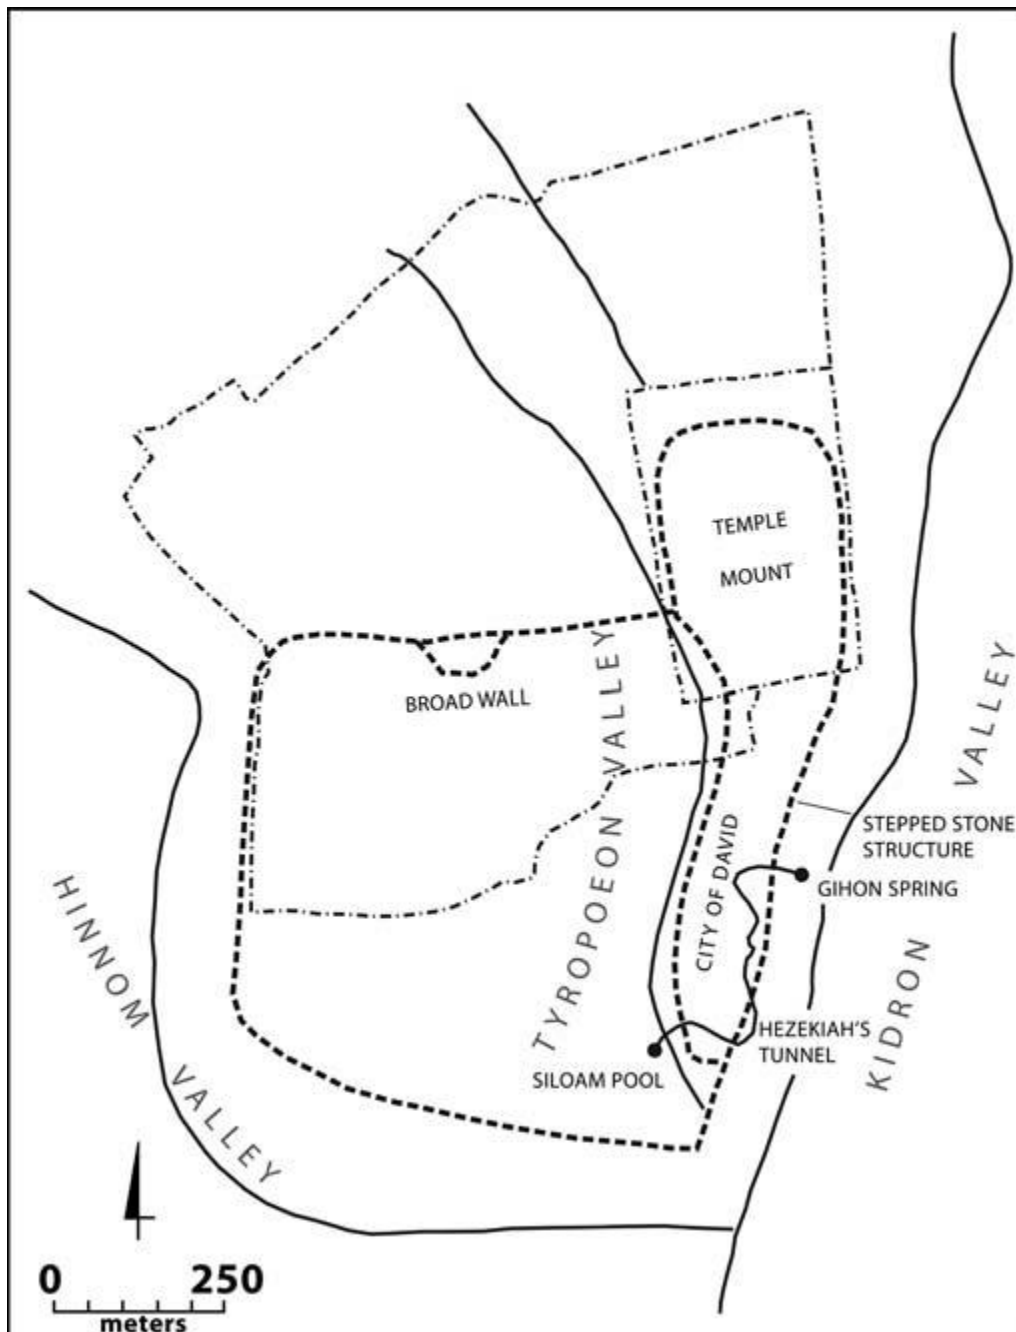 TEMPLE
MOUNT
BROAD WALL
TYROPOEON VALLEY
KIDRON VALLEY
STEPPED STONE
STRUCTURE
GIHON SPRING
CITY OF DAVID
HINNOM VALLEY
HEZEKIAH'S
TUNNEL
SILOAM POOL
0 250
meters